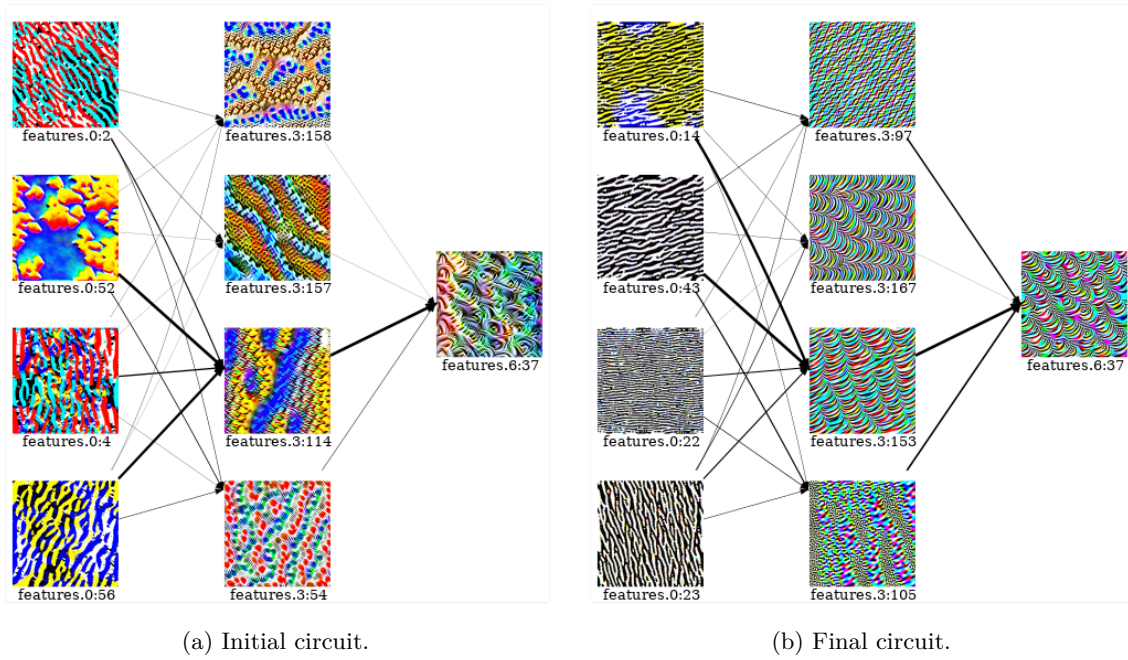 features.0:2
features.3:158
features.0:52
features.3:157
features.6:37
features.0:4
features.3:114
features.0:56
features.3:54
(a) Initial circuit.
features.0:14
features.3:97
features.0:43
features.3:167
features.6:37
features.0:22
features.3:153
features.0:23
features.3:105
(b) Final circuit.